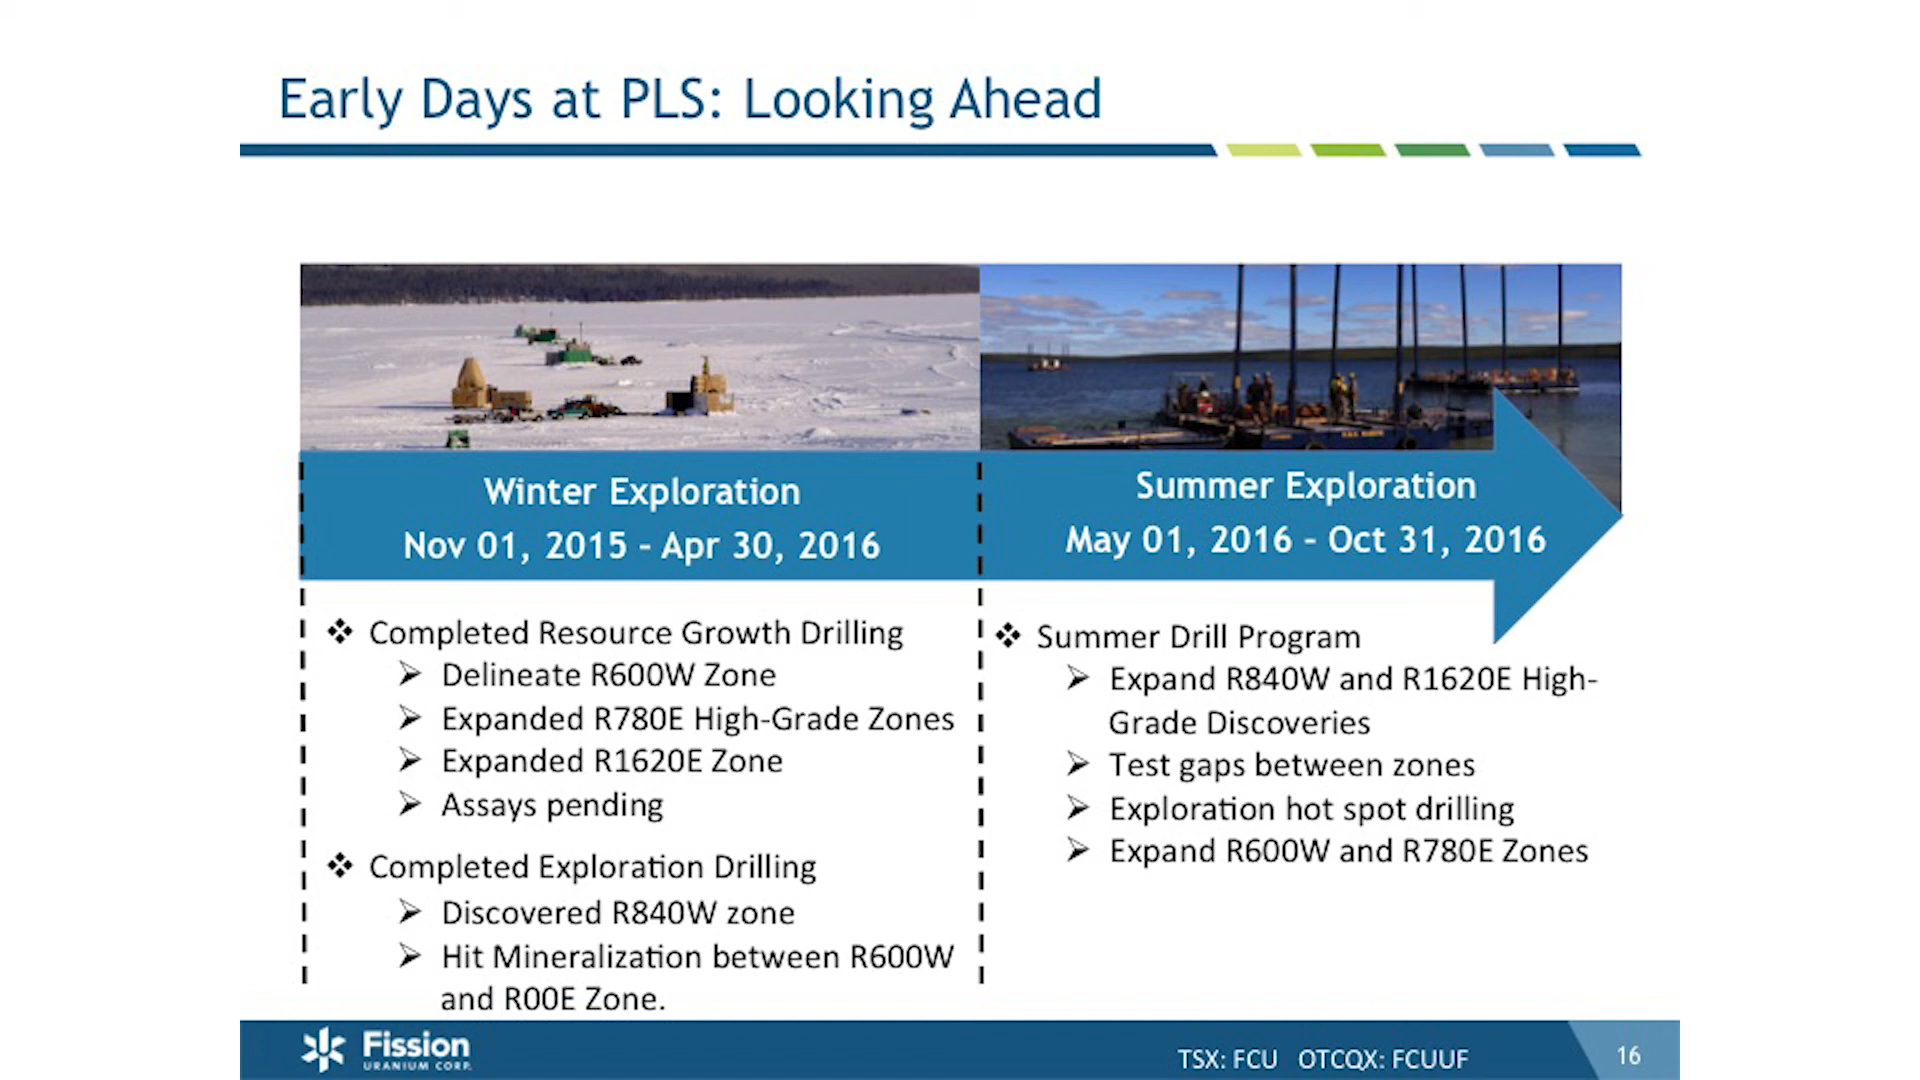 Early Days at PLS: Looking Ahead
Winter Exploration
Nov 01, 2015 – Apr 30, 2016
Summer Exploration
May 01, 2016 – Oct 31, 2016
Completed Resource Growth Drilling
Delineate R600W Zone
Expanded R780E High-Grade Zones
Expanded R1620E Zone
Assays pending
Completed Exploration Drilling
Discovered R840W zone
Hit Mineralization between R600W
and R00E Zone.
Summer Drill Program
Expand R840W and R1620E High-
Grade Discoveries
Test gaps between zones
Exploration hot spot drilling
Expand R600W and R780E Zones
Fission
URANIUM CORP.
TSX: FCU OTCQX: FCUUF
16